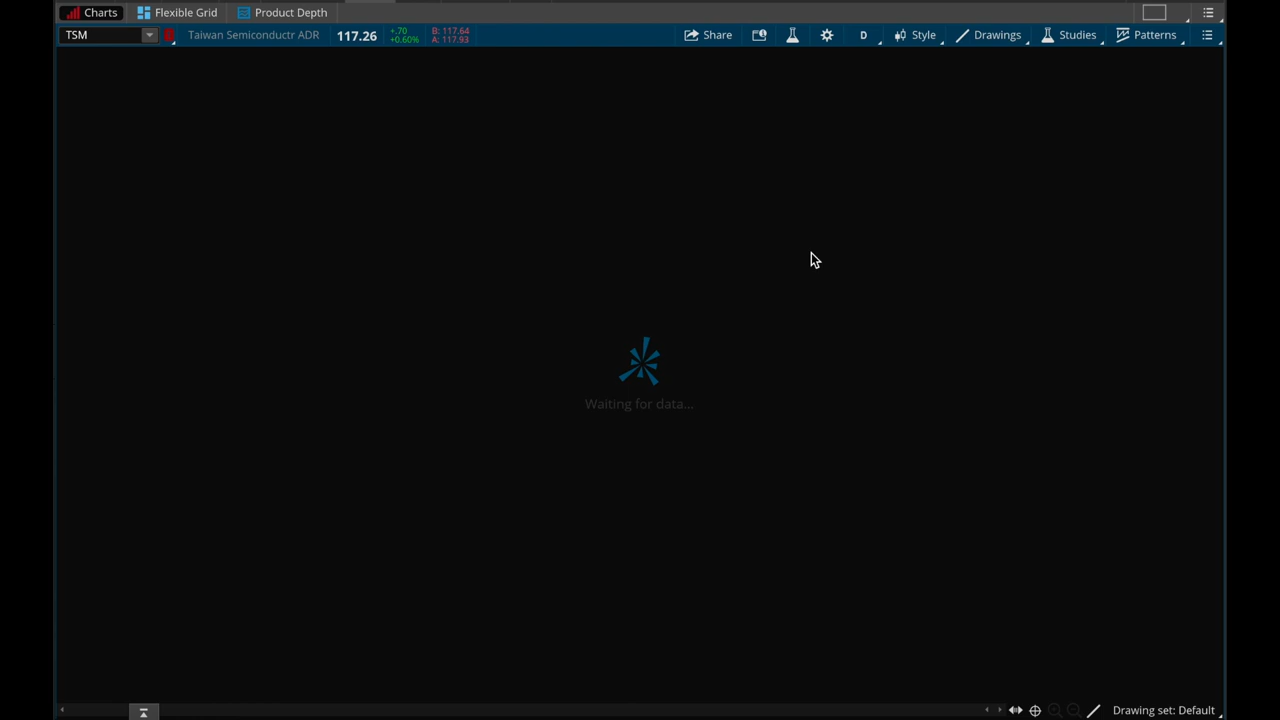 Charts Flexible Grid Product Depth
TSM Taiwan Semiconductr ADR 117.26 +.70 B: 117.64 Share D Style Drawings Studies Patterns
+0.60% A: 117.93
Waiting for data...
Drawing set: Default